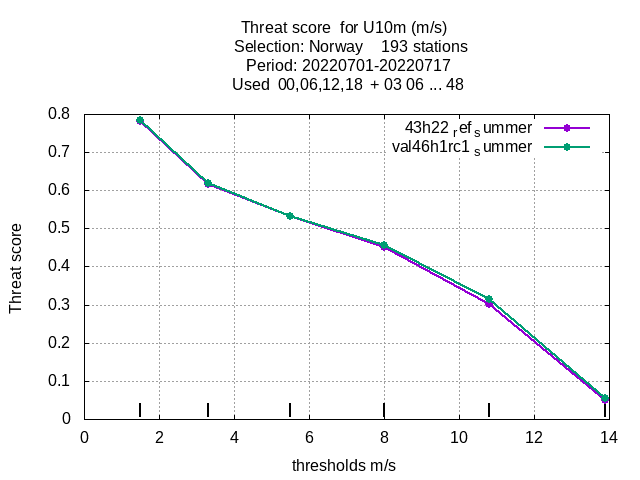 Threat score for U10m (m/s)
Selection: Norway 193 stations
Period: 20220701-20220717
Used 00,06,12,18 + 03 06 ... 48
43h22 ref summer
val46h1rc1 summer
0.8
0.7
0.6
0.5
0.4
0.3
0.2
0.1
0
Threat score
0 2 4 6 8 10 12 14
thresholds m/s